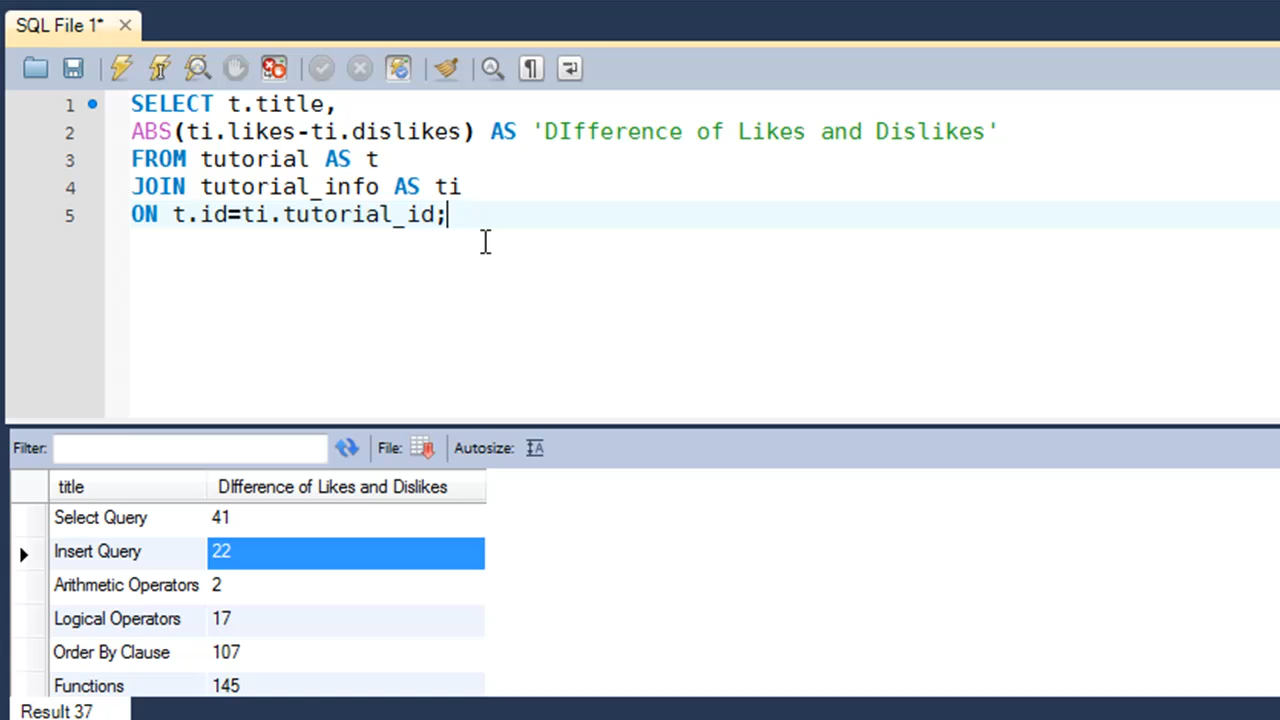 SQL File 1*
1 SELECT t.title,
2 ABS(ti.likes-ti.dislikes) AS 'DIfference of Likes and Dislikes'
3 FROM tutorial AS t
4 JOIN tutorial_info AS ti
5 ON t.id=ti.tutorial_id;
Filter: File: Autosize:
title DIfference of Likes and Dislikes
Select Query 41
Insert Query 22
Arithmetic Operators 2
Logical Operators 17
Order By Clause 107
Functions 145
Result 37